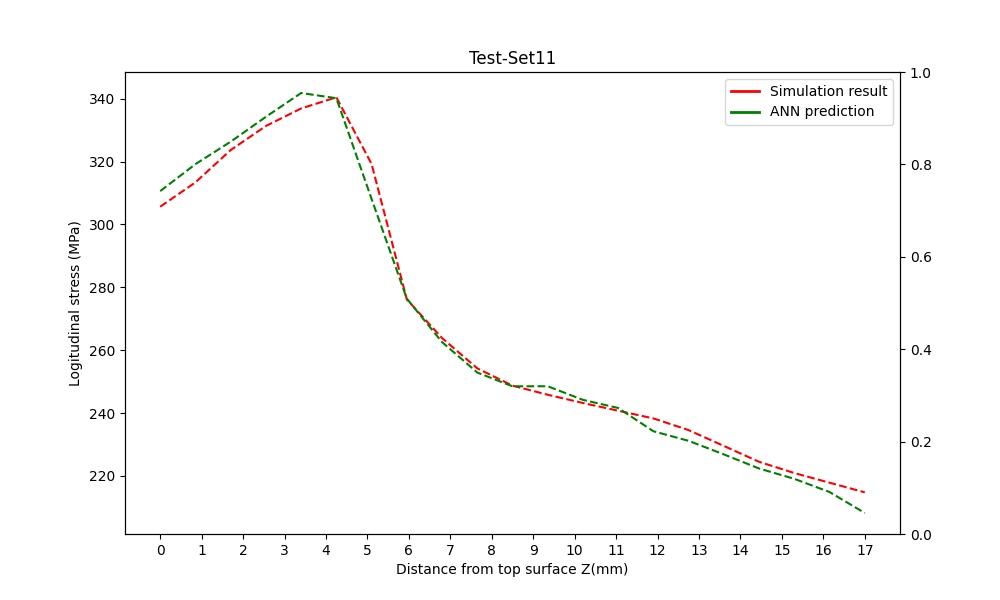 Test-Set11
Simulation result
ANN prediction
Logitudinal stress (MPa)
340
320
300
280
260
240
220
1.0
0.8
0.6
0.4
0.2
0.0
0 1 2 3 4 5 6 7 8 9 10 11 12 13 14 15 16 17
Distance from top surface Z(mm)